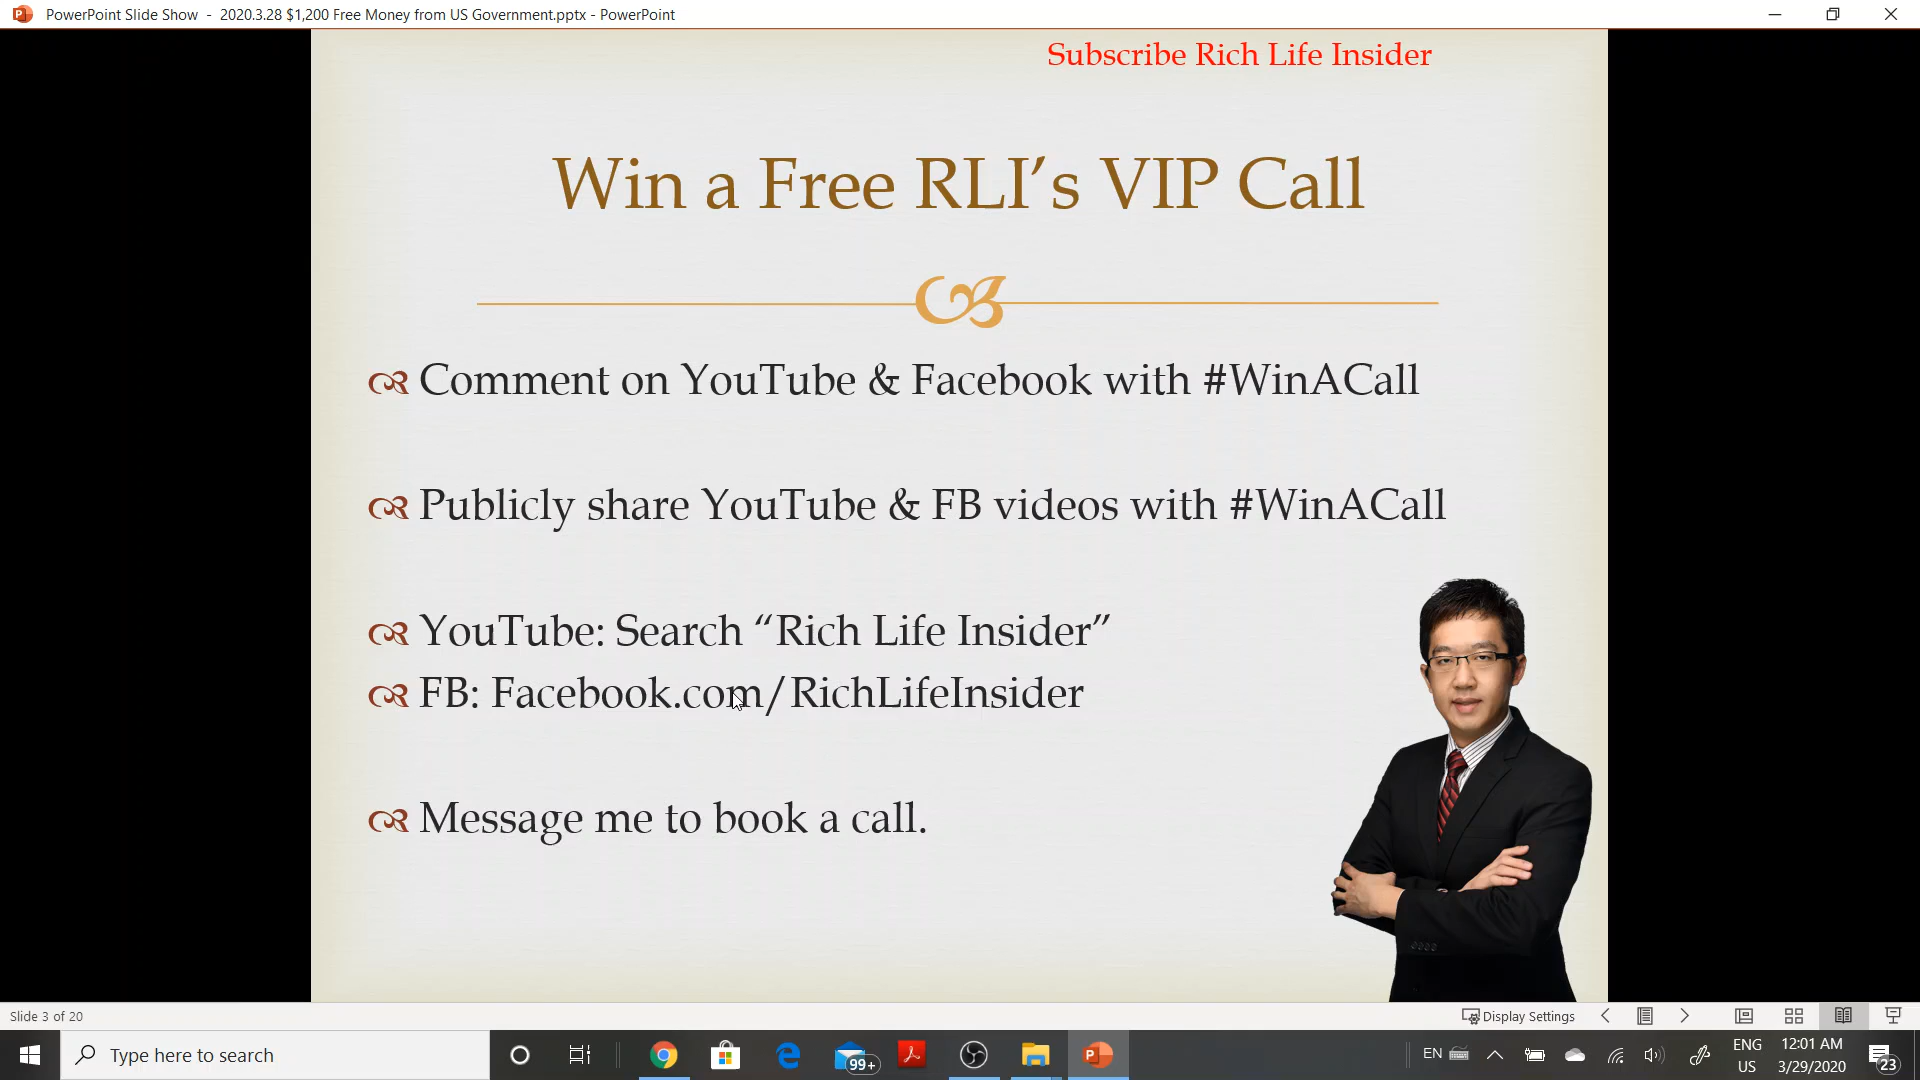 PowerPoint Slide Show - 2020.3.28 $1,200 Free Money from US Government.pptx - PowerPoint
Subscribe Rich Life Insider
Win a Free RLI’s VIP Call
Comment on YouTube & Facebook with #WinACall
Publicly share YouTube & FB videos with #WinACall
YouTube: Search “Rich Life Insider”
FB: Facebook.com/RichLifeInsider
Message me to book a call.
Slide 3 of 20
Display Settings
Type here to search
99+
EN
ENG
US
12:01 AM
3/29/2020
23